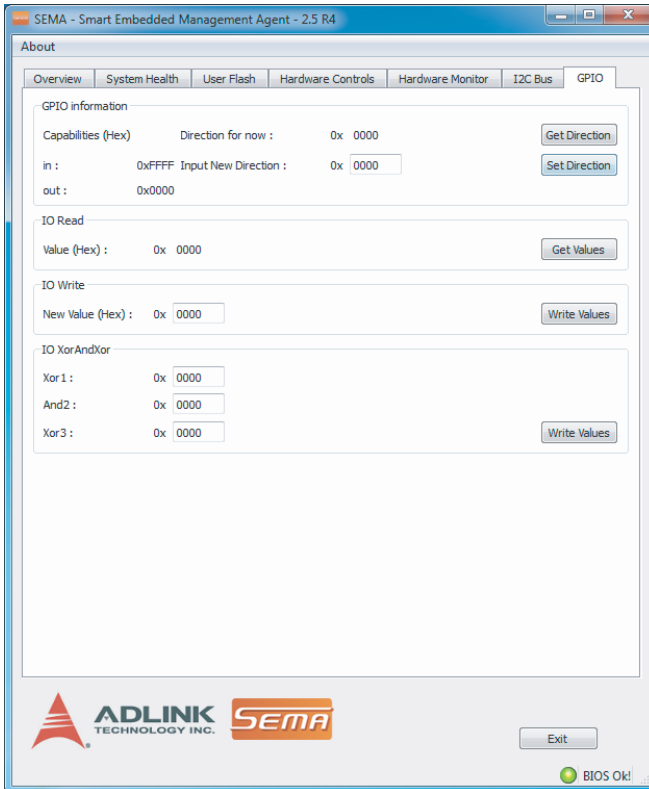 SEMA - Smart Embedded Management Agent - 2.5 R4
About
Overview System Health User Flash Hardware Controls Hardware Monitor I2C Bus GPIO
GPIO information
Capabilities (Hex) Direction for now : 0x 0000 Get Direction
in : 0xFFFF Input New Direction : 0x 0000 Set Direction
out : 0x0000
IO Read
Value (Hex) : 0x 0000 Get Values
IO Write
New Value (Hex) : 0x 0000 Write Values
IO XorAndXor
Xor1 : 0x 0000
And2 : 0x 0000
Xor3 : 0x 0000 Write Values
ADLINK
TECHNOLOGY INC.
SEMA
Exit
BIOS Ok!